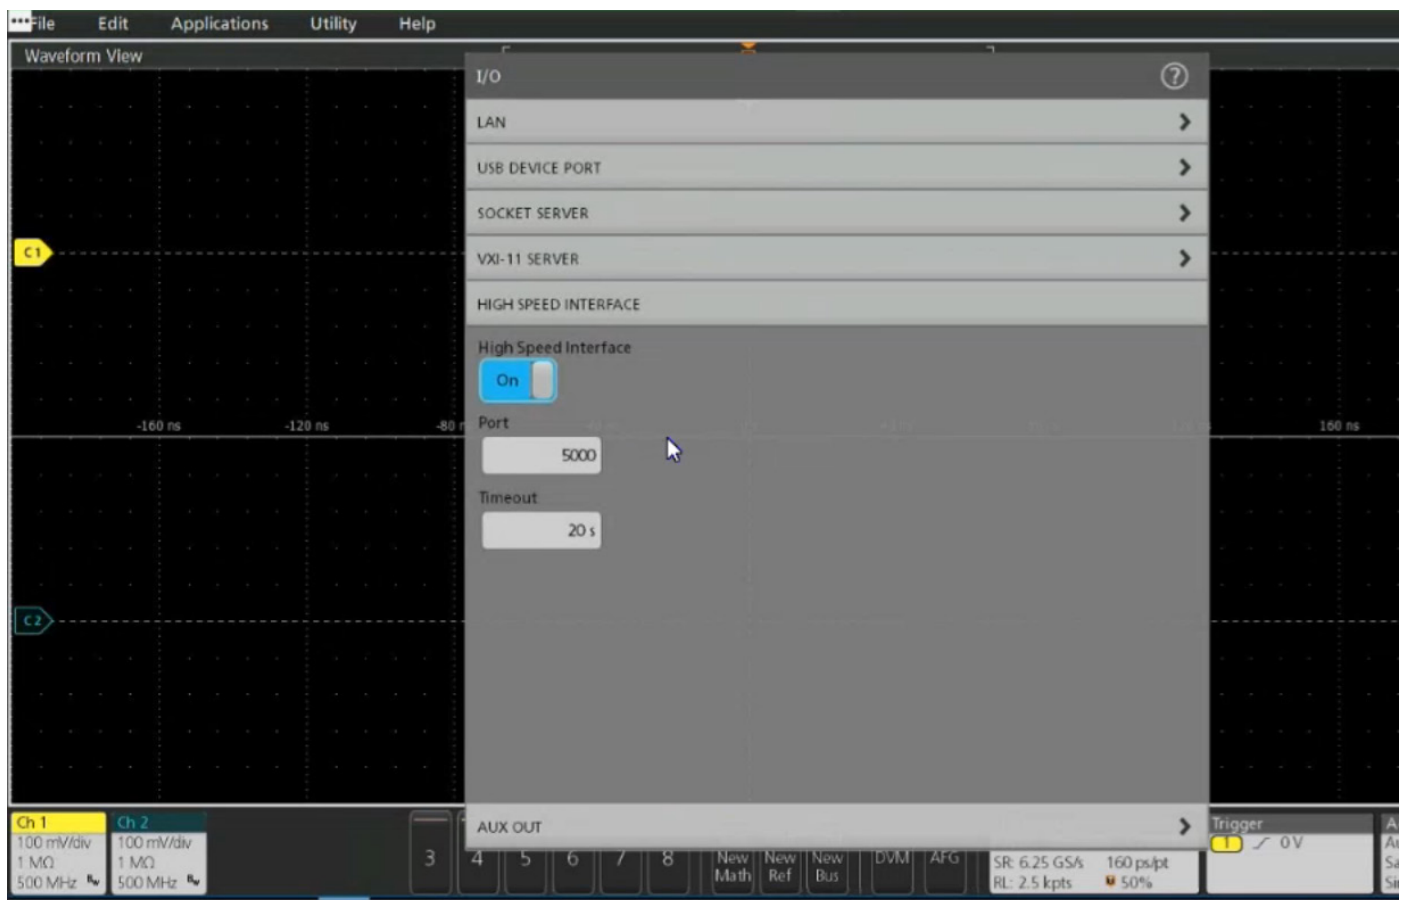 File Edit Applications Utility Help
Waveform View
I/O
?
LAN
USB DEVICE PORT
SOCKET SERVER
VXI-11 SERVER
HIGH SPEED INTERFACE
High Speed Interface
On
Port
5000
Timeout
20 s
AUX OUT
C1
-160 ns -120 ns -80 160 ns
C2
Ch 1
100 mV/div
1 MΩ
500 MHz
Ch 2
100 mV/div
1 MΩ
500 MHz
3 4 5 6 7 8
New Math
New Ref
New Bus
DVM AFG
SR: 6.25 GS/s 160 ps/pt
RL: 2.5 kpts 50%
Trigger
1 0 V